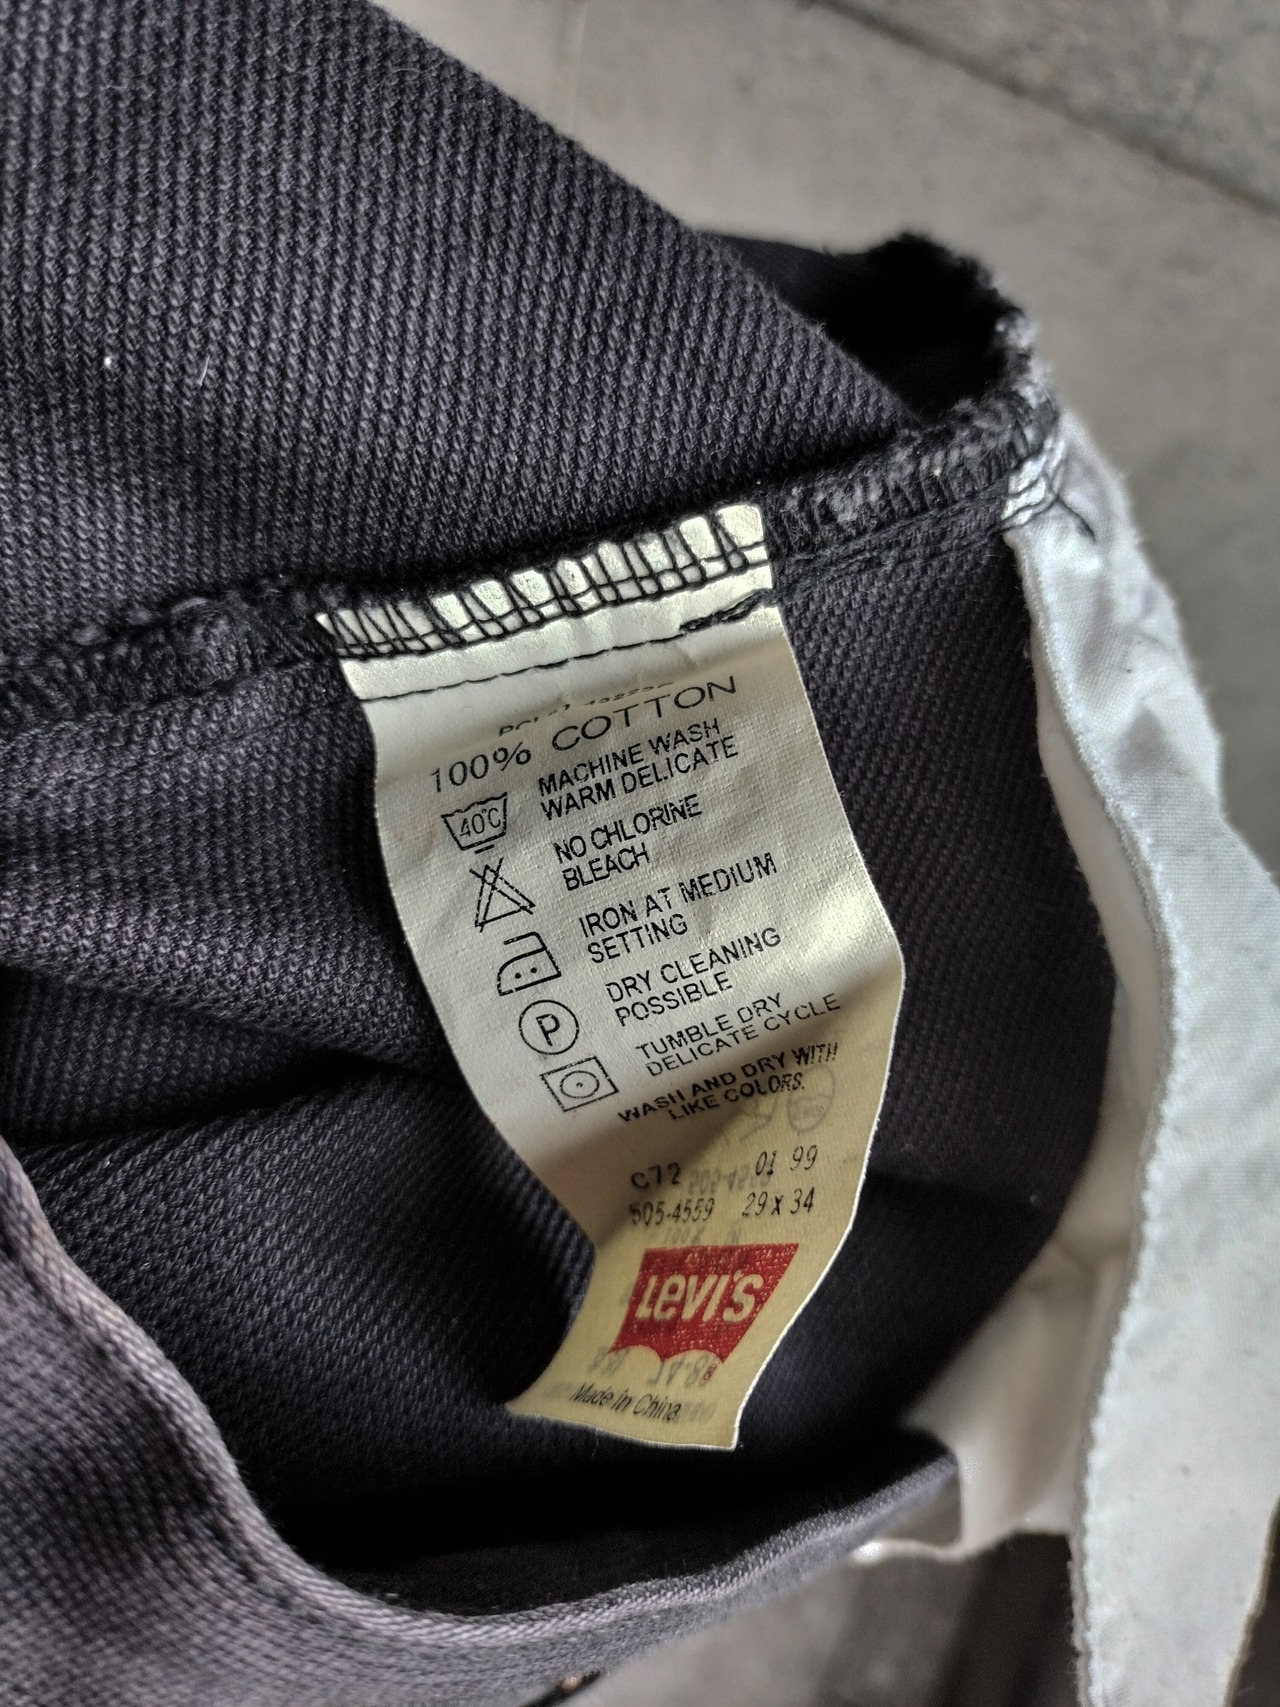 100% COTTON
40°C
MACHINE WASH
WARM DELICATE
NO CHLORINE
BLEACH
IRON AT MEDIUM
SETTING
P
DRY CLEANING
POSSIBLE
TUMBLE DRY
DELICATE CYCLE
WASH AND DRY WITH
LIKE COLORS.
C72 01 99
505-4559 29 x 34
LEVI'S
®
Made In China